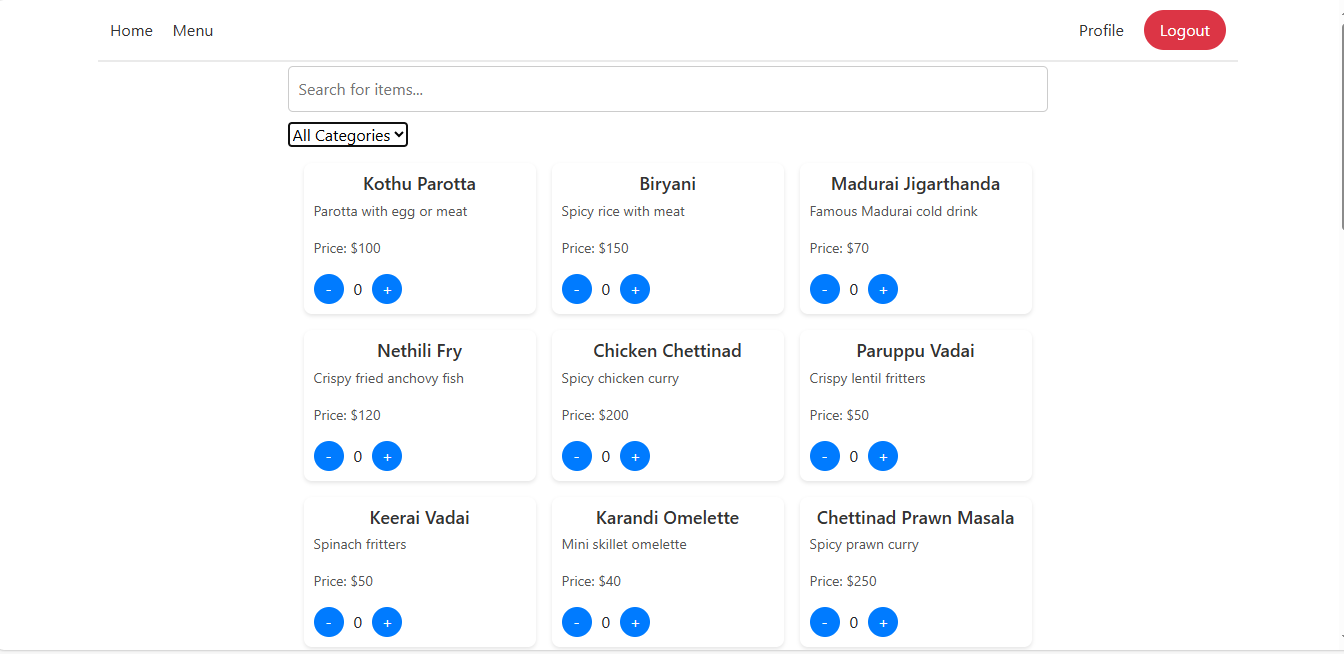 Home Menu Profile Logout
Search for items...
All Categories
Kothu Parotta
Parotta with egg or meat
Price: $100
- 0 +
Biryani
Spicy rice with meat
Price: $150
- 0 +
Madurai Jigarthanda
Famous Madurai cold drink
Price: $70
- 0 +
Nethili Fry
Crispy fried anchovy fish
Price: $120
- 0 +
Chicken Chettinad
Spicy chicken curry
Price: $200
- 0 +
Paruppu Vadai
Crispy lentil fritters
Price: $50
- 0 +
Keerai Vadai
Spinach fritters
Price: $50
- 0 +
Karandi Omelette
Mini skillet omelette
Price: $40
- 0 +
Chettinad Prawn Masala
Spicy prawn curry
Price: $250
- 0 +